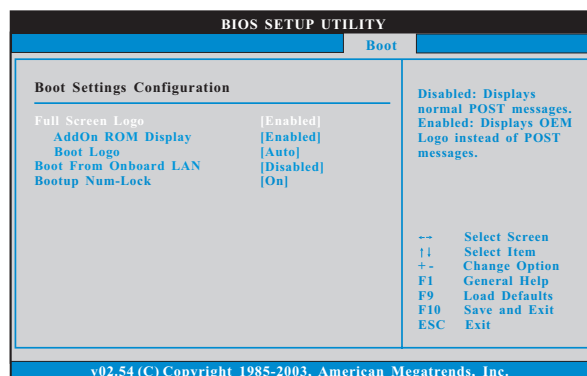 BIOS SETUP UTILITY
Boot
Boot Settings Configuration
Full Screen Logo [Enabled]
AddOn ROM Display [Enabled]
Boot Logo [Auto]
Boot From Onboard LAN [Disabled]
Bootup Num-Lock [On]
Disabled: Displays
normal POST messages.
Enabled: Displays OEM
Logo instead of POST
messages.
←→ Select Screen
↑↓ Select Item
+ - Change Option
F1 General Help
F9 Load Defaults
F10 Save and Exit
ESC Exit
v02.54 (C) Copyright 1985-2003, American Megatrends, Inc.